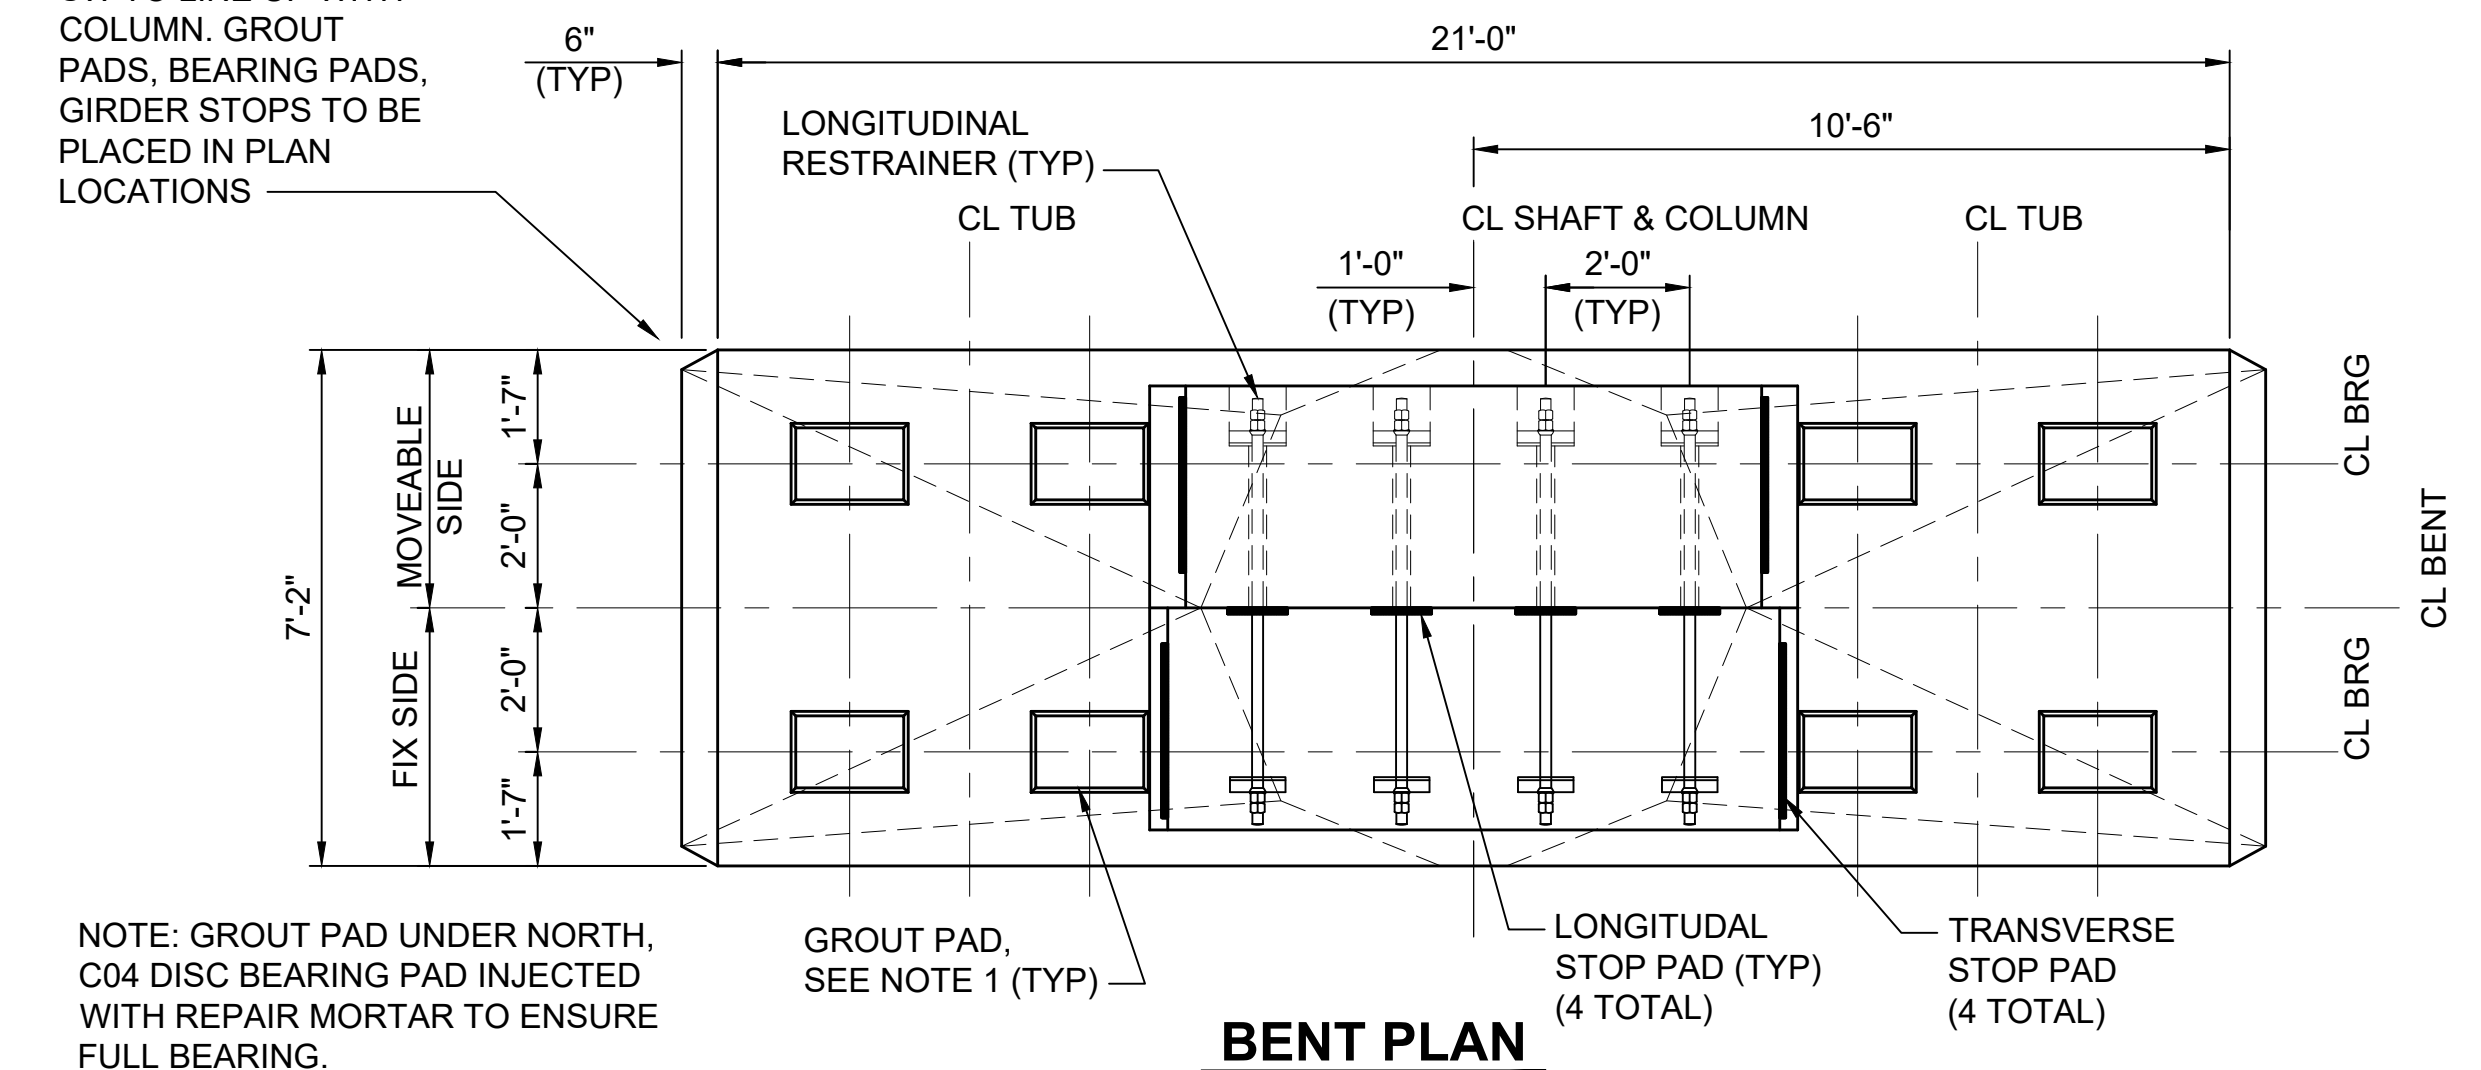 COLUMN. GROUT
PADS, BEARING PADS,
GIRDER STOPS TO BE
PLACED IN PLAN
LOCATIONS
6"
(TYP)
21'-0"
10'-6"
LONGITUDINAL
RESTRAINER (TYP)
CL TUB
CL SHAFT & COLUMN
CL TUB
1'-0"
(TYP)
2'-0"
(TYP)
7'-2"
MOVEABLE
SIDE
FIX SIDE
1'-7"
2'-0"
2'-0"
1'-7"
CL BRG
CL BENT
CL BRG
NOTE: GROUT PAD UNDER NORTH,
C04 DISC BEARING PAD INJECTED
WITH REPAIR MORTAR TO ENSURE
FULL BEARING.
GROUT PAD,
SEE NOTE 1 (TYP)
LONGITUDAL
STOP PAD (TYP)
(4 TOTAL)
TRANSVERSE
STOP PAD
(4 TOTAL)
BENT PLAN